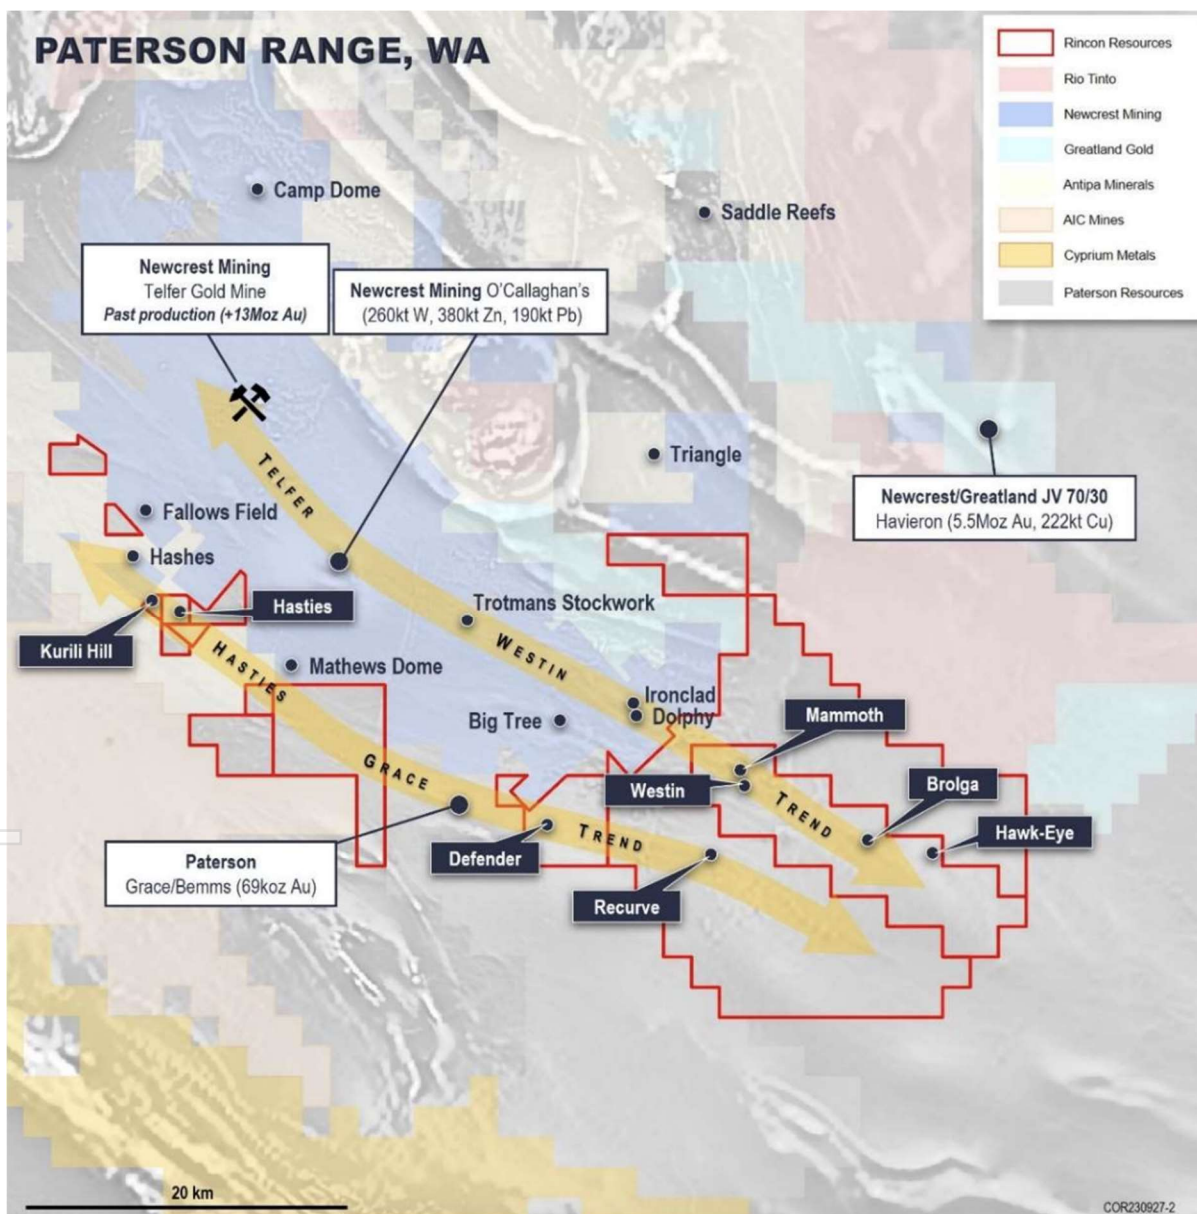 PATERSON RANGE, WA
Rincon Resources
Rio Tinto
Newcrest Mining
Greatland Gold
Antipa Minerals
AIC Mines
Cyprium Metals
Paterson Resources
Camp Dome
Saddle Reefs
Newcrest Mining
Telfer Gold Mine
Past production (+13Moz Au)
Newcrest Mining O'Callaghan's
(260kt W, 380kt Zn, 190kt Pb)
Triangle
TELFER
Newcrest/Greatland JV 70/30
Havieron (5.5Moz Au, 222kt Cu)
Fallows Field
Hashes
Hasties
Trotmans Stockwork
Kurili Hill
WESTIN
HASTIES
Mathews Dome
Ironclad
Dolphy
Big Tree
Mammoth
GRACE
Westin
Brolga
TREND
TREND
Hawk-Eye
Defender
Paterson
Grace/Bemms (69koz Au)
Recurve
20 km
COR230927-2